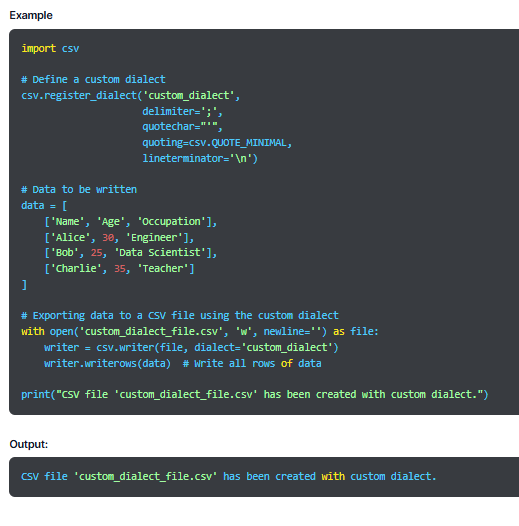 Example
import csv
# Define a custom dialect
csv.register_dialect('custom_dialect',
                     delimiter=';',
                     quotechar="'",
                     quoting=csv.QUOTE_MINIMAL,
                     lineterminator='\n')
# Data to be written
data = [
    ['Name', 'Age', 'Occupation'],
    ['Alice', 30, 'Engineer'],
    ['Bob', 25, 'Data Scientist'],
    ['Charlie', 35, 'Teacher']
]
# Exporting data to a CSV file using the custom dialect
with open('custom_dialect_file.csv', 'w', newline='') as file:
    writer = csv.writer(file, dialect='custom_dialect')
    writer.writerows(data)  # Write all rows of data
print("CSV file 'custom_dialect_file.csv' has been created with custom dialect.")
Output:
CSV file 'custom_dialect_file.csv' has been created with custom dialect.